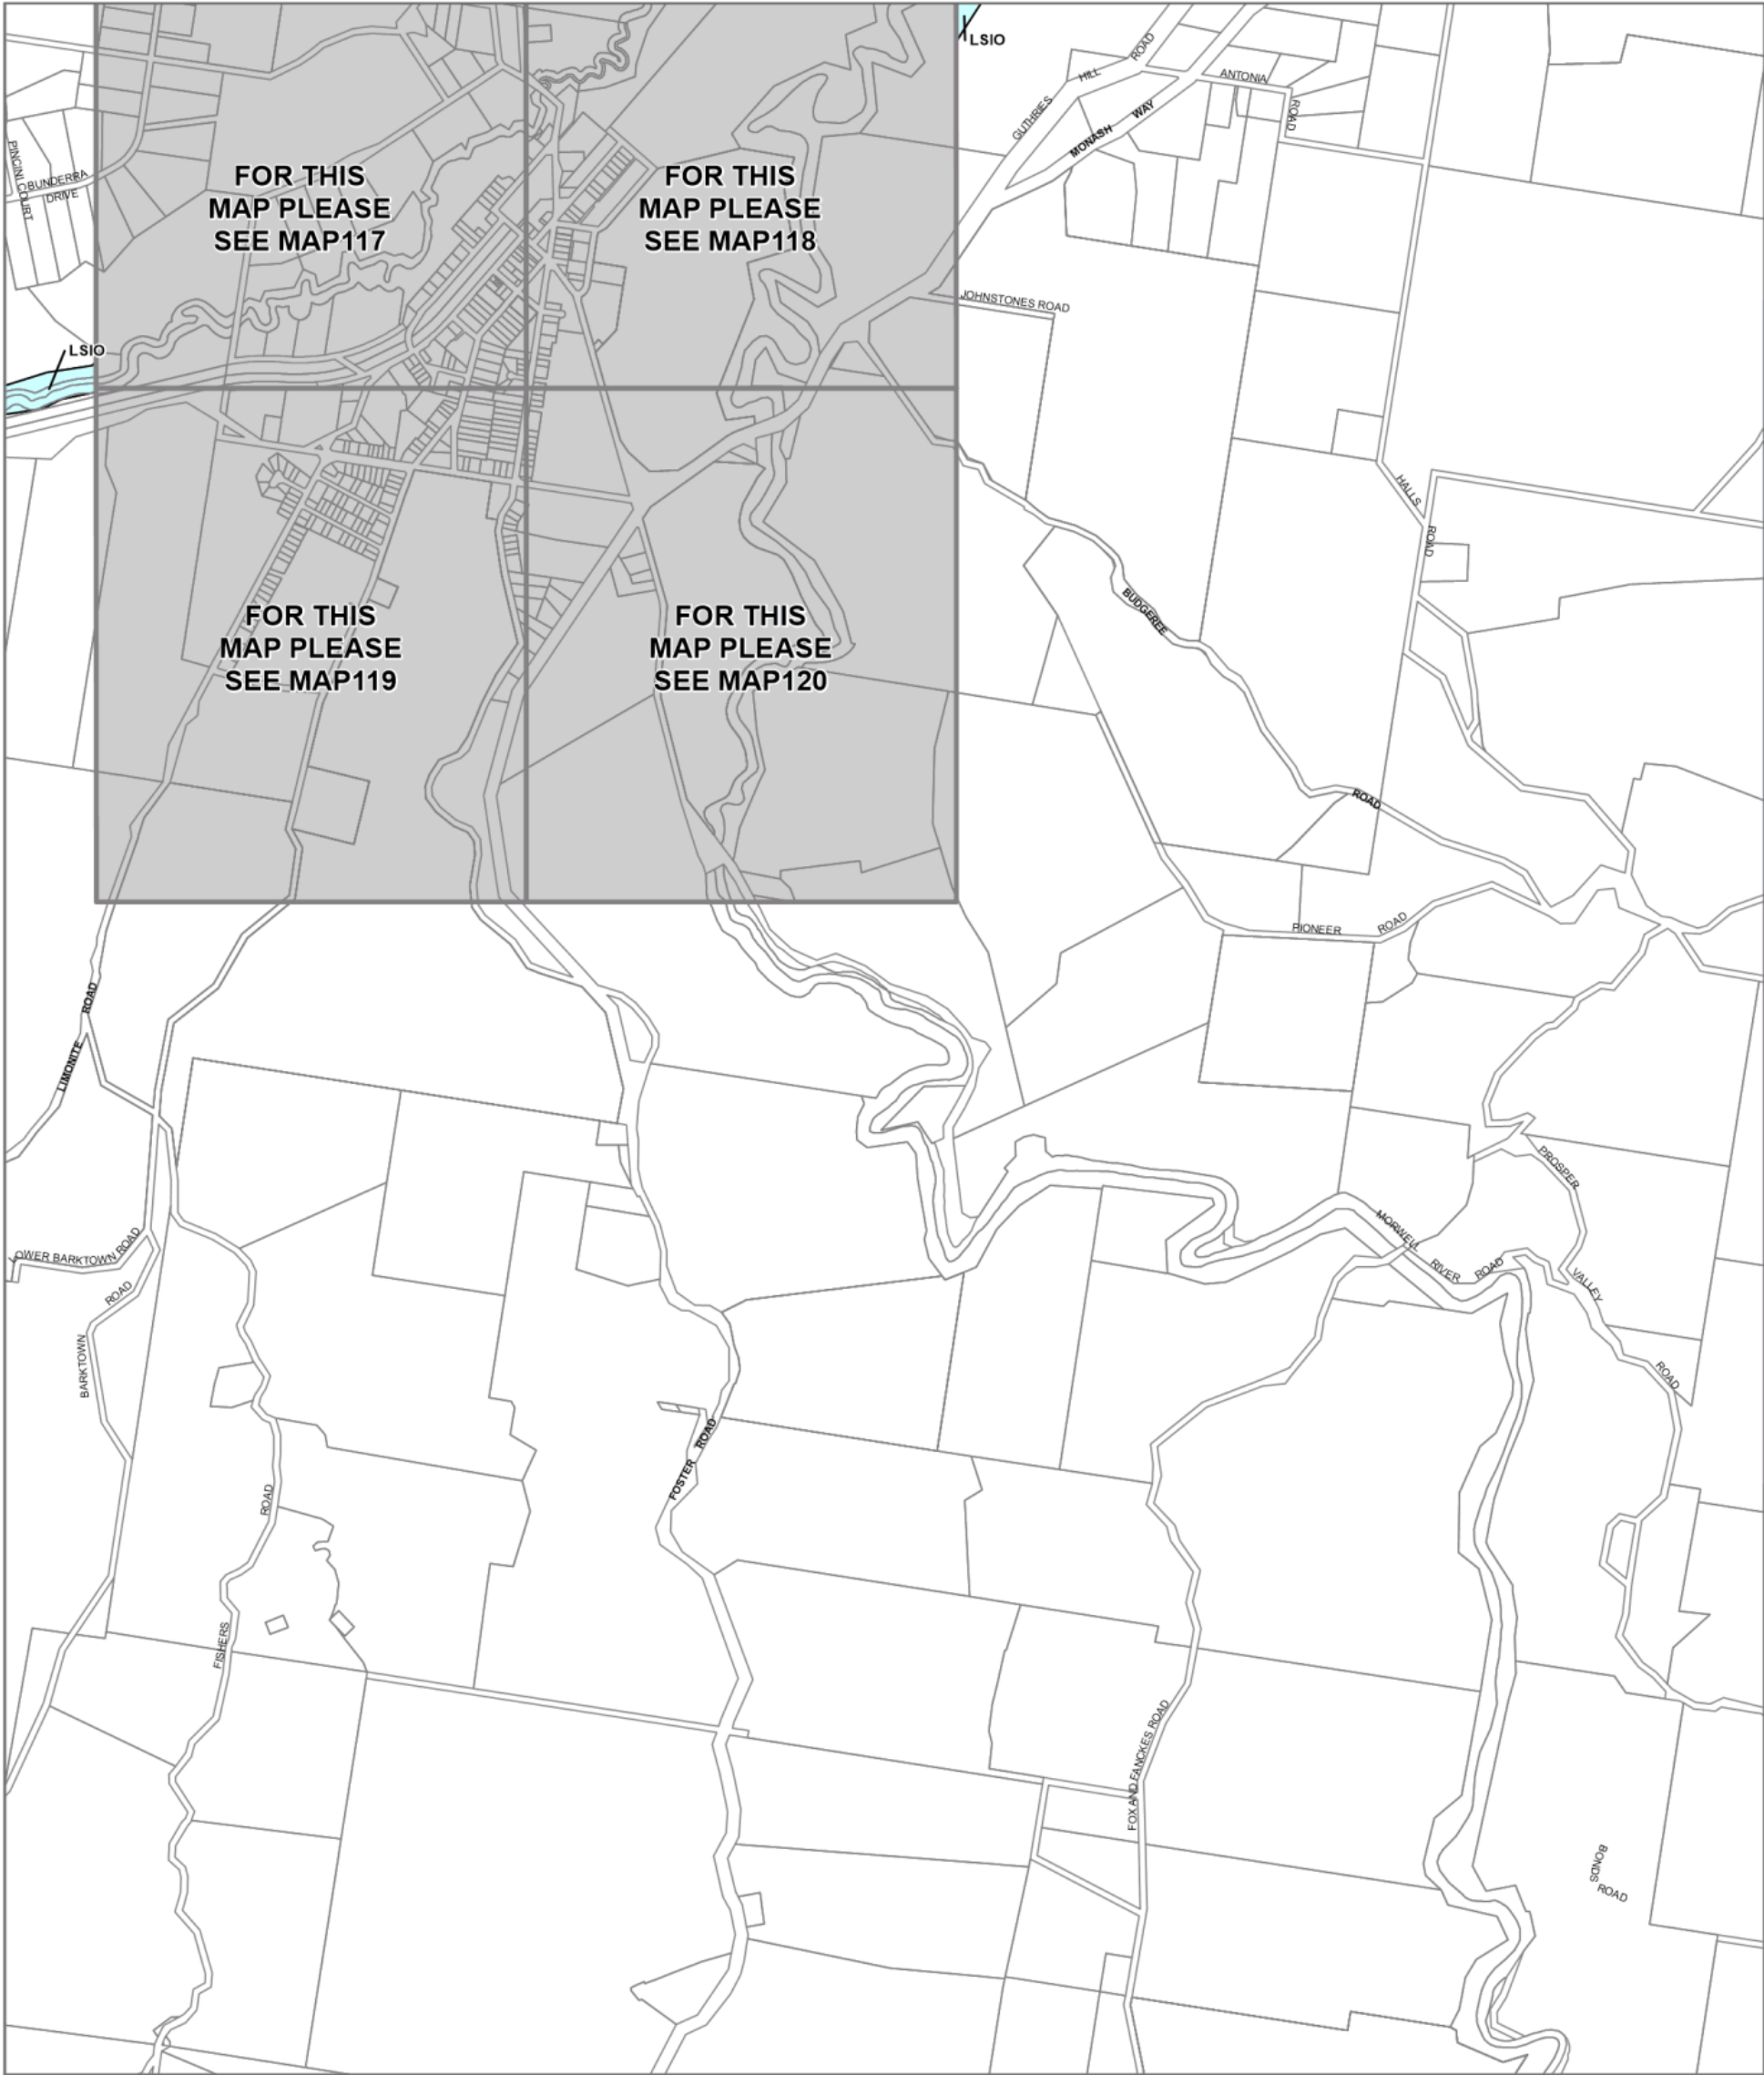 LSIO
GUTHRIES
HILL
ROAD
ANTONIA
ROAD
MONASH
WAY
PINCINI COURT
BUNDERRA
DRIVE
FOR THIS
MAP PLEASE
SEE MAP117
FOR THIS
MAP PLEASE
SEE MAP118
JOHNSTONES ROAD
LSIO
HALLS
ROAD
BUDGEREE
ROAD
FOR THIS
MAP PLEASE
SEE MAP119
FOR THIS
MAP PLEASE
SEE MAP120
PIONEER
ROAD
LIMONITE
ROAD
PROSPER
VALLEY
ROAD
MORWELL
RIVER
ROAD
LOWER BARKTOWN ROAD
BARKTOWN
ROAD
FOSTER
ROAD
FISHERS
ROAD
FOX AND FANCKES ROAD
BONDS
ROAD